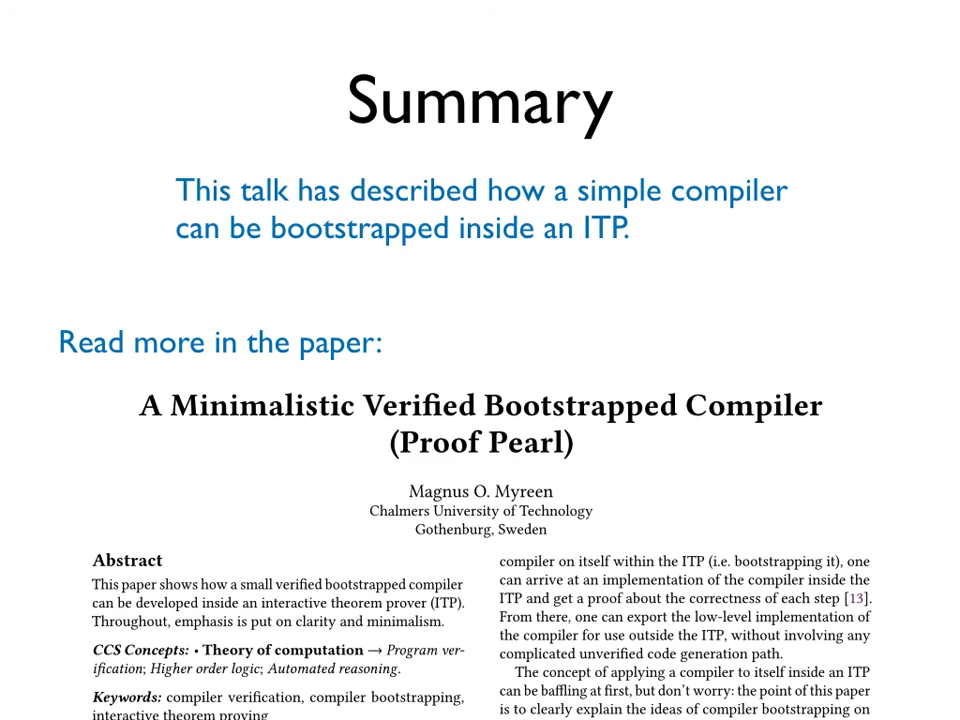 Summary
This talk has described how a simple compiler
can be bootstrapped inside an ITP.
Read more in the paper:
A Minimalistic Verified Bootstrapped Compiler
(Proof Pearl)
Magnus O. Myreen
Chalmers University of Technology
Gothenburg, Sweden
Abstract
This paper shows how a small verified bootstrapped compiler
can be developed inside an interactive theorem prover (ITP).
Throughout, emphasis is put on clarity and minimalism.
CCS Concepts: • Theory of computation → Program ver-
ification; Higher order logic; Automated reasoning.
Keywords: compiler verification, compiler bootstrapping,
interactive theorem proving
compiler on itself within the ITP (i.e. bootstrapping it), one
can arrive at an implementation of the compiler inside the
ITP and get a proof about the correctness of each step [13].
From there, one can export the low-level implementation of
the compiler for use outside the ITP, without involving any
complicated unverified code generation path.
The concept of applying a compiler to itself inside an ITP
can be baffling at first, but don't worry: the point of this paper
is to clearly explain the ideas of compiler bootstrapping on